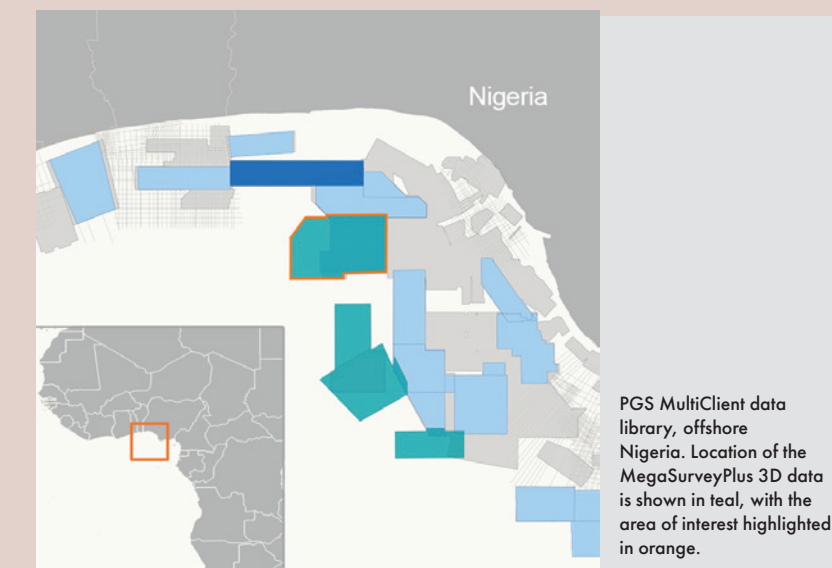 Nigeria
PGS MultiClient data
library, offshore
Nigeria. Location of the
MegaSurveyPlus 3D data
is shown in teal, with the
area of interest highlighted
in orange.